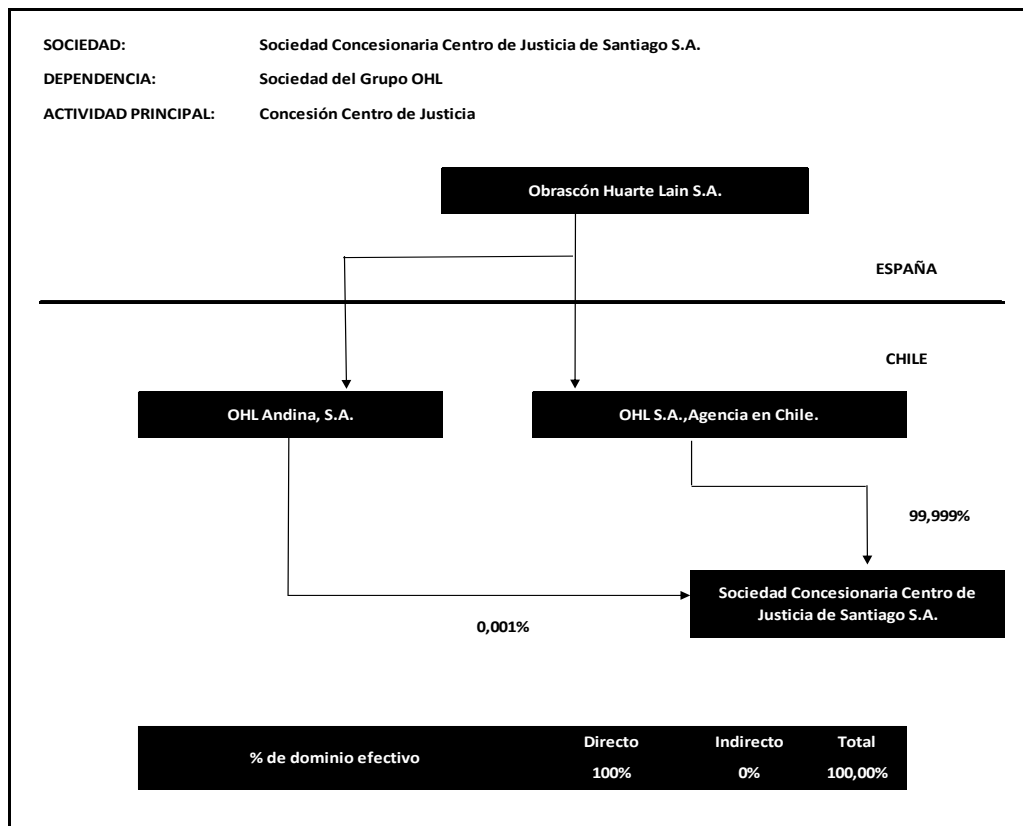 SOCIEDAD: Sociedad Concesionaria Centro de Justicia de Santiago S.A.
DEPENDENCIA: Sociedad del Grupo OHL
ACTIVIDAD PRINCIPAL: Concesión Centro de Justicia
Obrascón Huarte Lain S.A.
ESPAÑA
CHILE
OHL Andina, S.A.
OHL S.A.,Agencia en Chile.
99,999%
Sociedad Concesionaria Centro de
Justicia de Santiago S.A.
0,001%
% de dominio efectivo
Directo Indirecto Total
100% 0% 100,00%